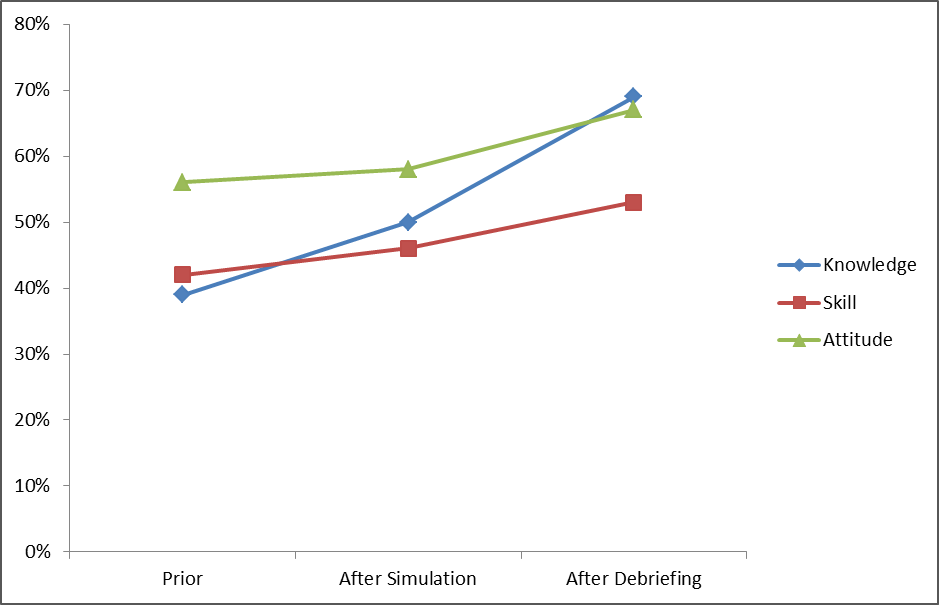 80%
70%
60%
50%
40%
30%
20%
10%
0%
Prior
After Simulation
After Debriefing
Knowledge
Skill
Attitude